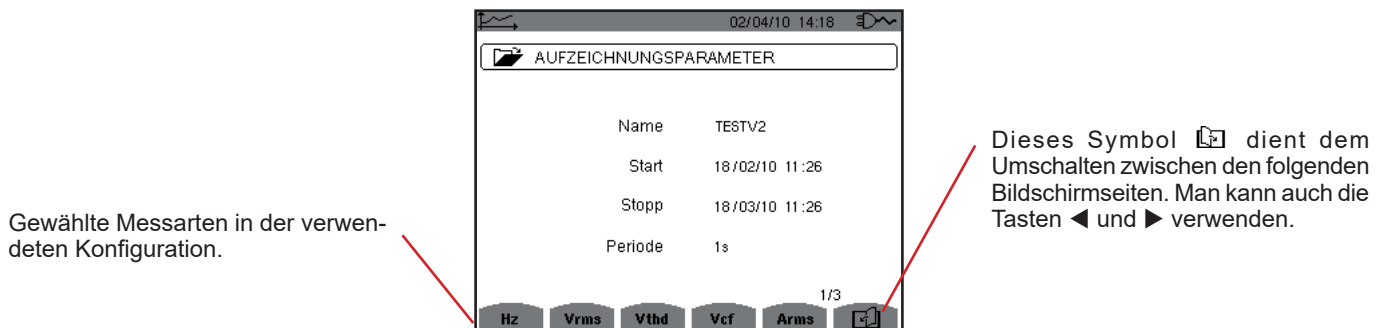 02/04/10 14:18
AUFZEICHNUNGSPARAMETER
Name TESTV2
Start 18/02/10 11:26
Stopp 18/03/10 11:26
Periode 1s
1/3
Hz Vrms Vthd Vcf Arms
Gewählte Messarten in der verwen-
deten Konfiguration.
Dieses Symbol dient dem
Umschalten zwischen den folgenden
Bildschirmseiten. Man kann auch die
Tasten ◄ und ► verwenden.